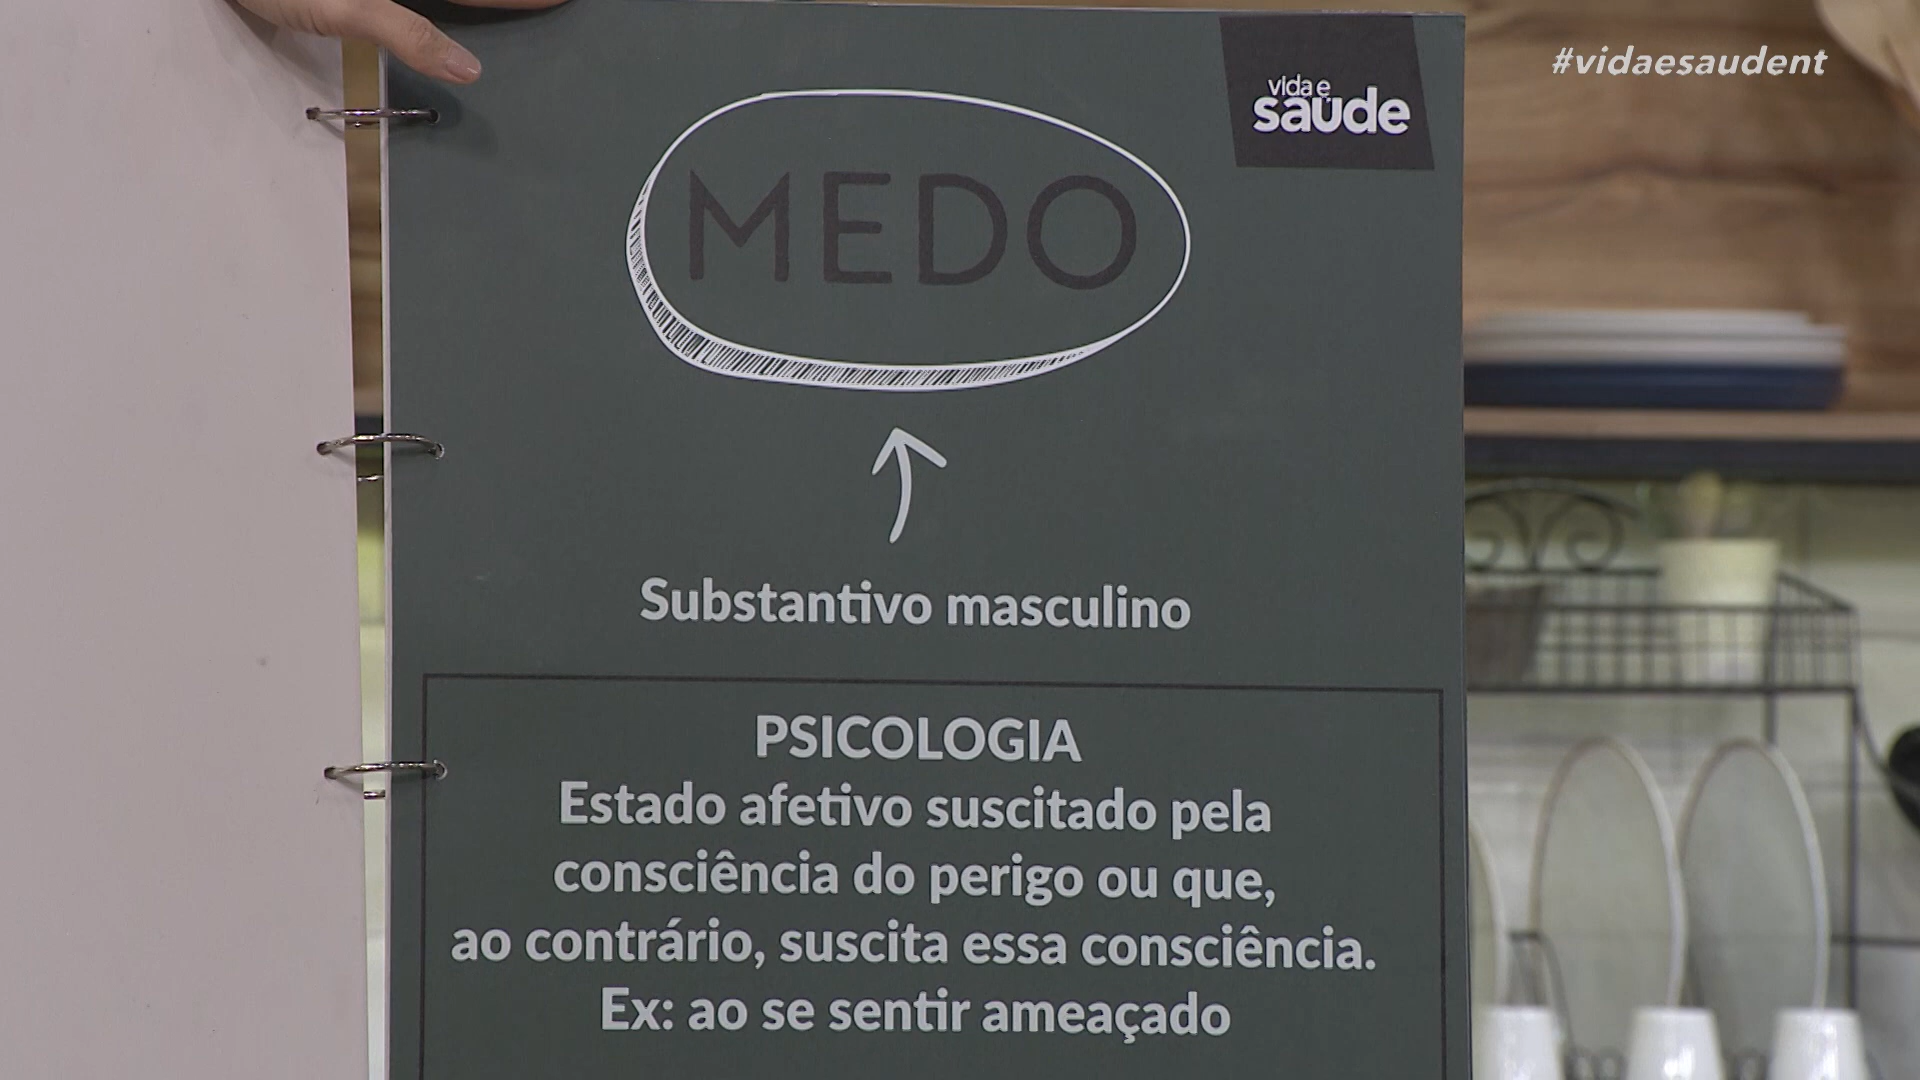 #vidaesaudent
vida e
saúde
MEDO
Substantivo masculino
PSICOLOGIA
Estado afetivo suscitado pela
consciência do perigo ou que,
ao contrário, suscita essa consciência.
Ex: ao se sentir ameaçado